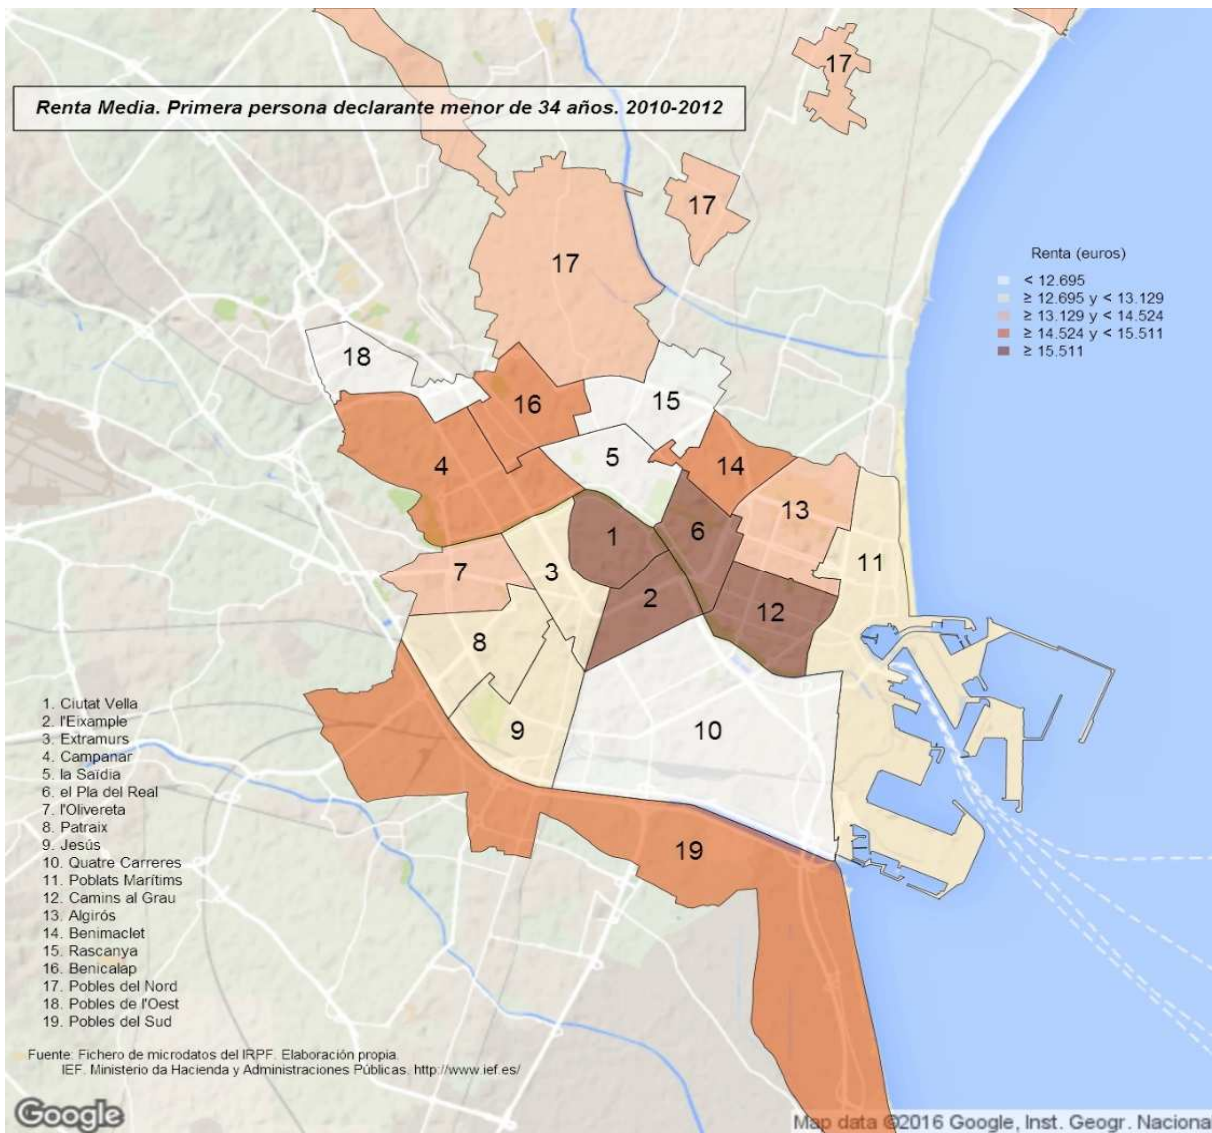 Renta Media. Primera persona declarante menor de 34 años. 2010-2012
17
17
17
Renta (euros)
< 12.695
≥ 12.695 y < 13.129
≥ 13.129 y < 14.524
≥ 14.524 y < 15.511
≥ 15.511
18
16
15
4
5
14
13
1
6
11
7
3
2
12
8
9
10
19
1. Ciutat Vella
2. l'Eixample
3. Extramurs
4. Campanar
5. la Saïdia
6. el Pla del Real
7. l'Olivereta
8. Patraix
9. Jesús
10. Quatre Carreres
11. Poblats Marítims
12. Camins al Grau
13. Algirós
14. Benimaclet
15. Rascanya
16. Benicalap
17. Pobles del Nord
18. Pobles de l'Oest
19. Pobles del Sud
Fuente: Fichero de microdatos del IRPF. Elaboración propia.
IEF. Ministerio da Hacienda y Administraciones Públicas. http://www.ief.es/
Google
Map data ©2016 Google, Inst. Geogr. Naciona